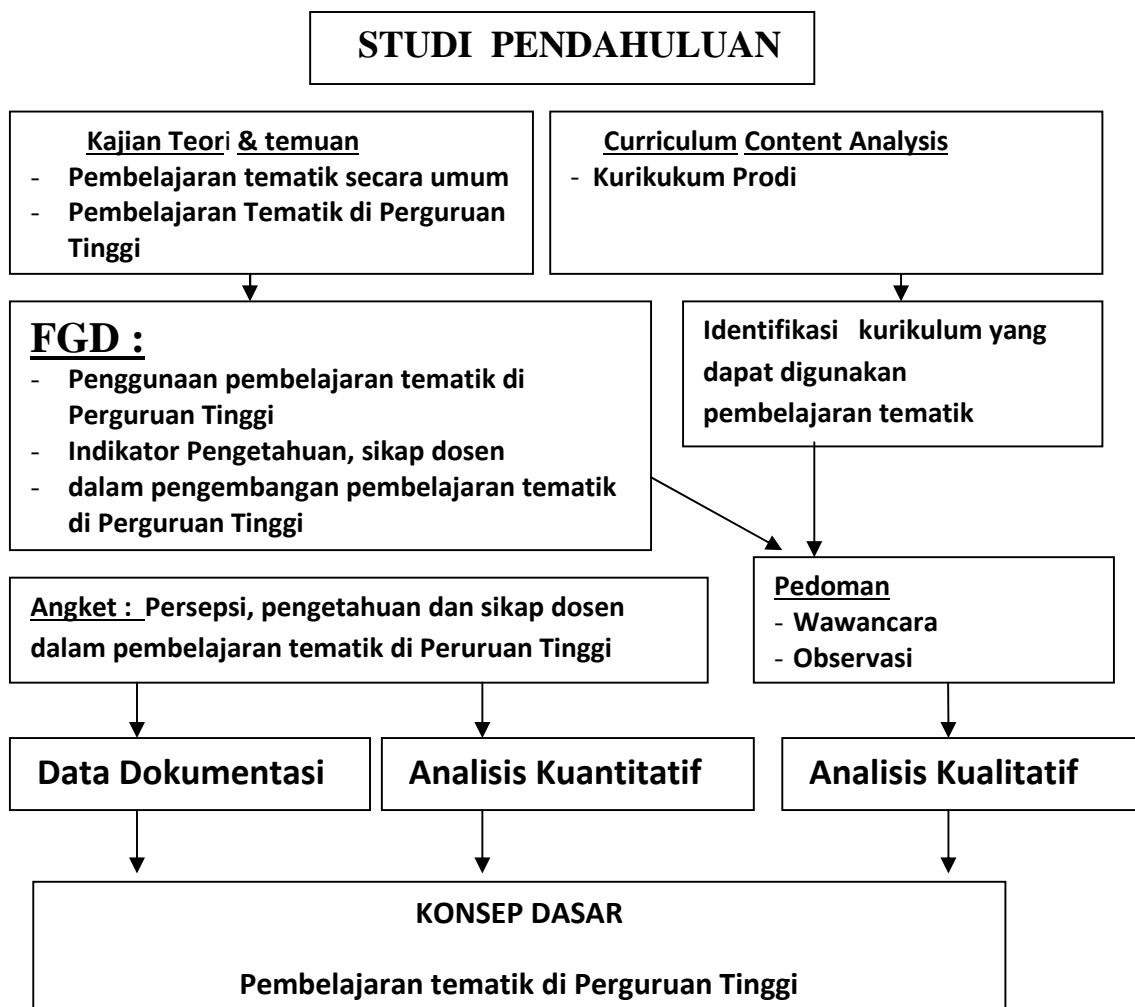 STUDI PENDAHULUAN
Kajian Teori & temuan
- Pembelajaran tematik secara umum
- Pembelajaran Tematik di Perguruan
Tinggi
Curriculum Content Analysis
- Kurikukum Prodi
FGD :
- Penggunaan pembelajaran tematik di
Perguruan Tinggi
- Indikator Pengetahuan, sikap dosen
- dalam pengembangan pembelajaran tematik
di Perguruan Tinggi
Identifikasi kurikulum yang
dapat digunakan
pembelajaran tematik
Angket : Persepsi, pengetahuan dan sikap dosen
dalam pembelajaran tematik di Peruruan Tinggi
Pedoman
- Wawancara
- Observasi
Data Dokumentasi
Analisis Kuantitatif
Analisis Kualitatif
KONSEP DASAR
Pembelajaran tematik di Perguruan Tinggi